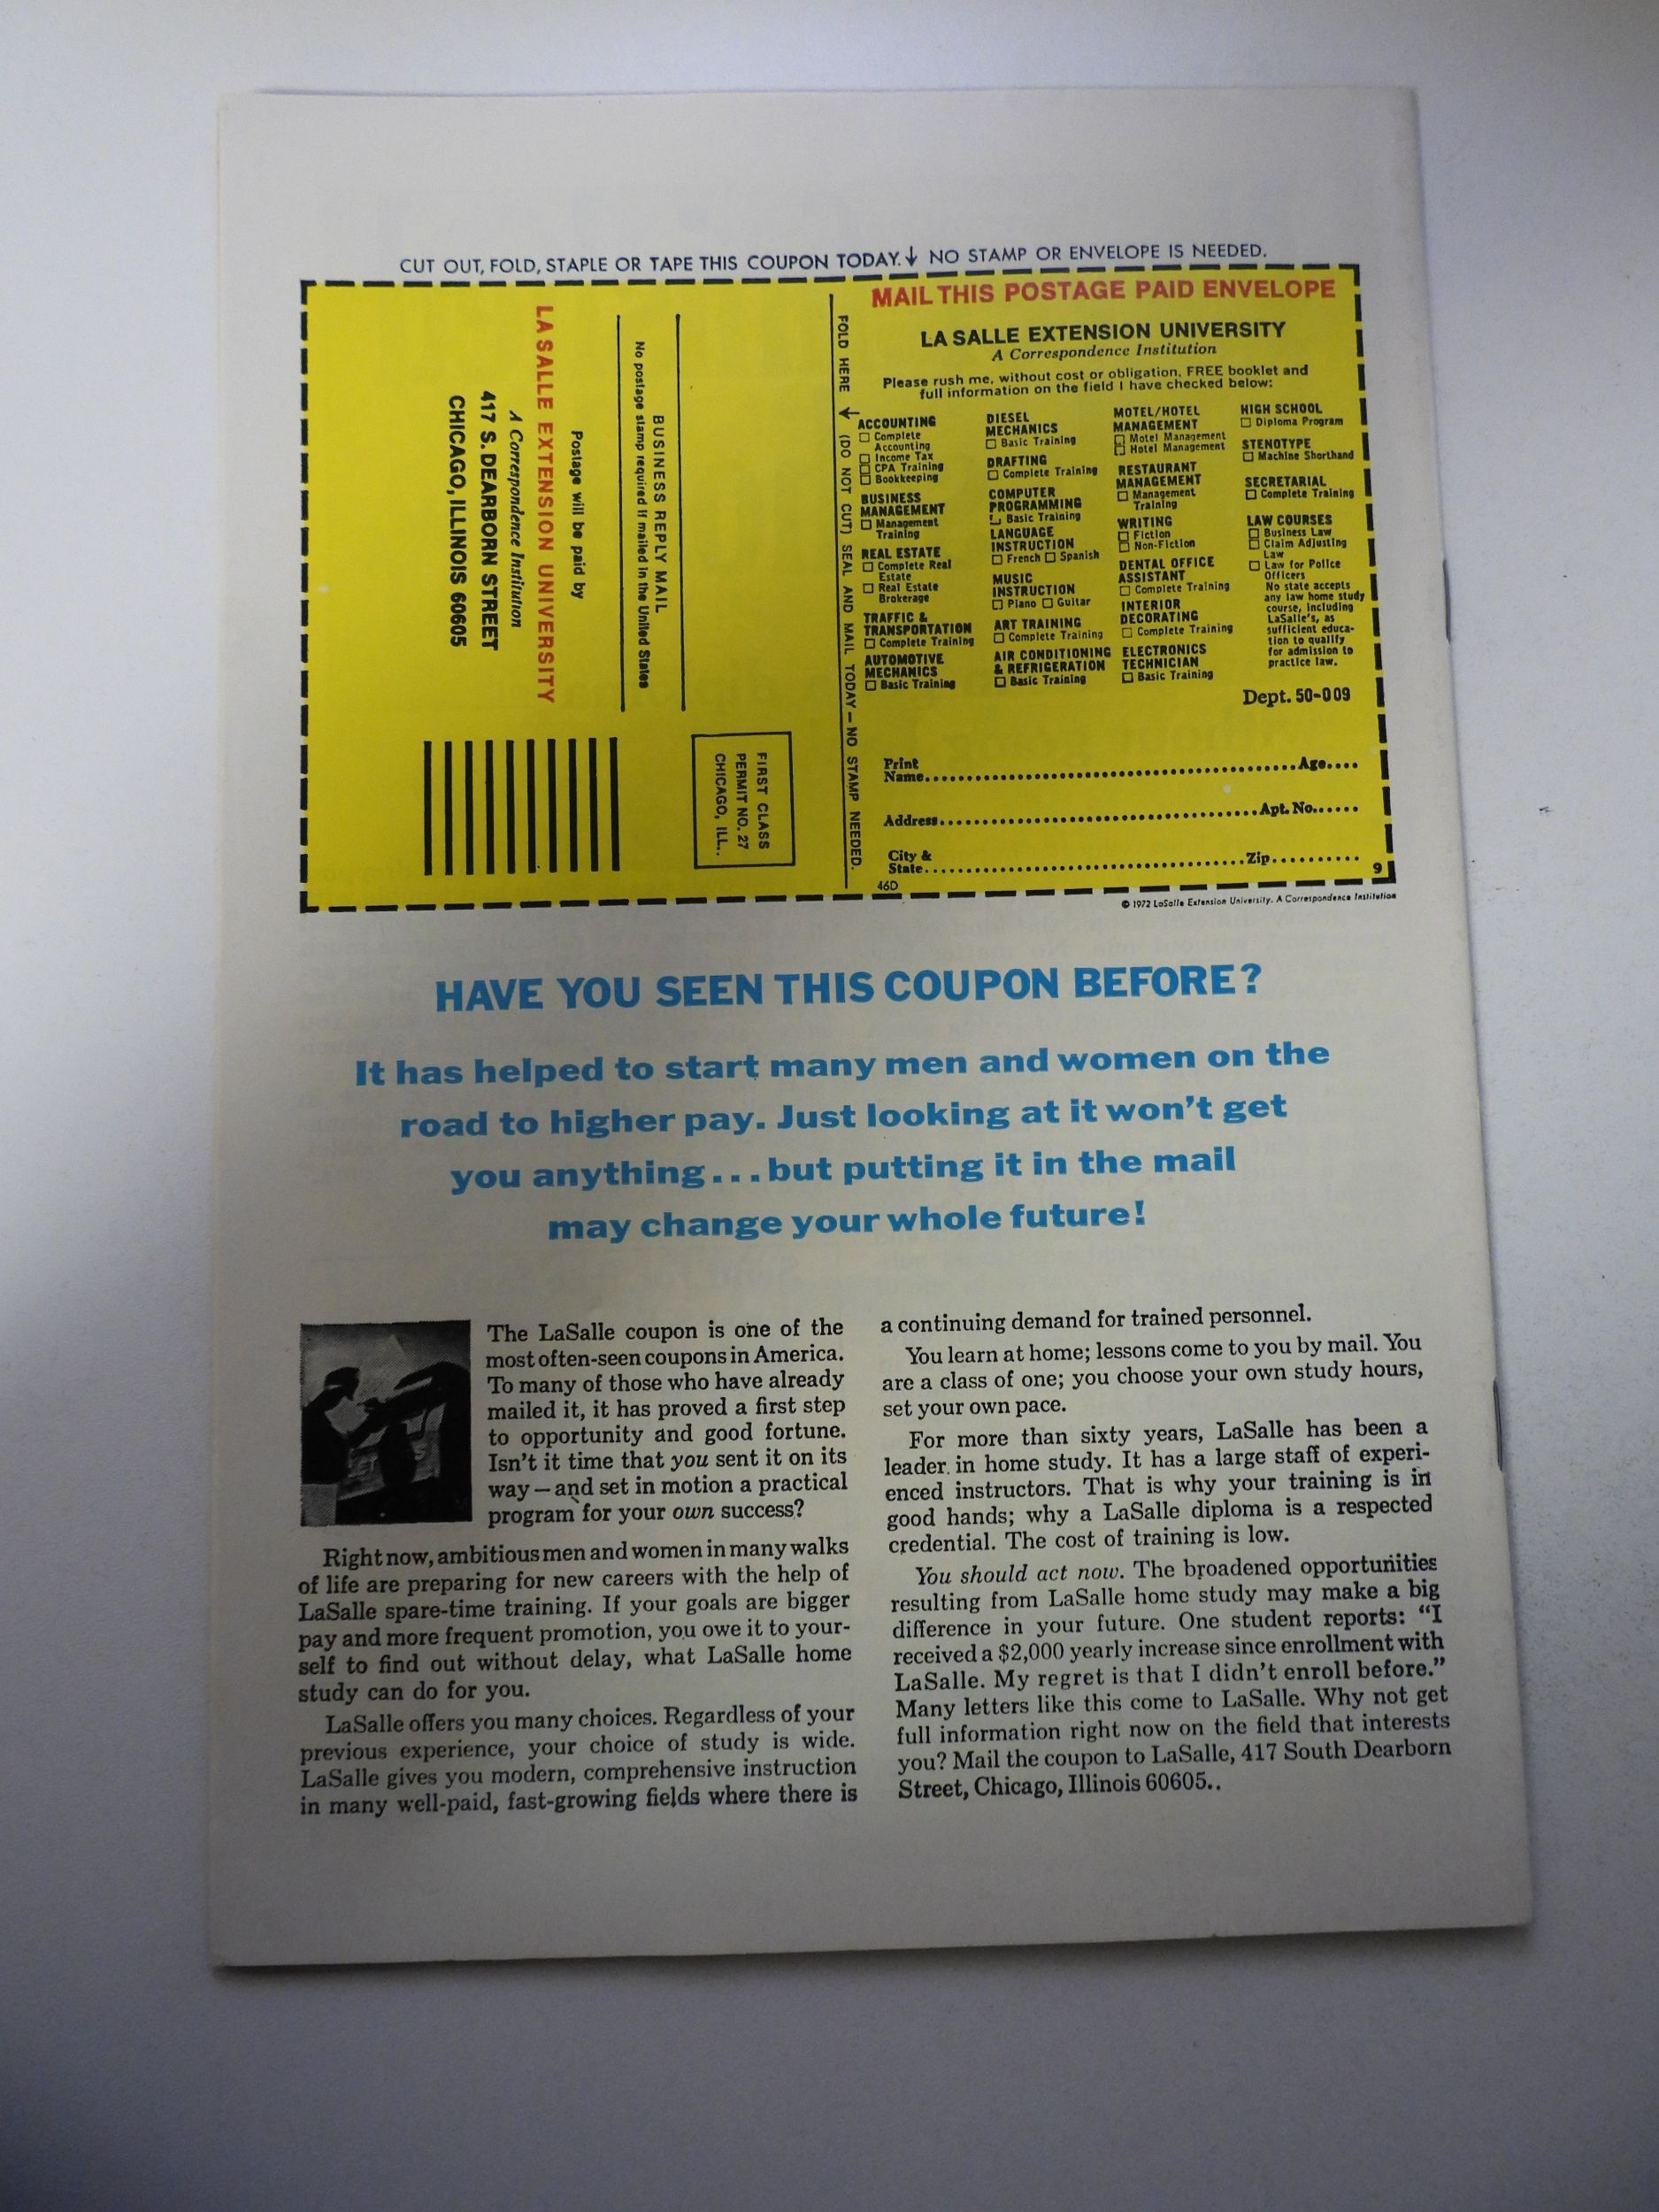 CUT OUT, FOLD, STAPLE OR TAPE THIS COUPON TODAY.↓ NO STAMP OR ENVELOPE IS NEEDED.
LA SALLE EXTENSION UNIVERSITY
A Correspondence Institution
417 S. DEARBORN STREET
CHICAGO, ILLINOIS 60605
Postage will be paid by
BUSINESS REPLY MAIL
No postage stamp required if mailed in the United States
FIRST CLASS
PERMIT NO. 27
CHICAGO, ILL..
FOLD HERE ↓ (DO NOT CUT) SEAL AND MAIL TODAY — NO STAMP NEEDED.
MAIL THIS POSTAGE PAID ENVELOPE
LA SALLE EXTENSION UNIVERSITY
A Correspondence Institution
Please rush me, without cost or obligation, FREE booklet and
full information on the field I have checked below:
ACCOUNTING
☐ Complete
Accounting
☐ Income Tax
☐ CPA Training
☐ Bookkeeping
BUSINESS
MANAGEMENT
☐ Management
Training
REAL ESTATE
☐ Complete Real
Estate
☐ Real Estate
Brokerage
TRAFFIC &
TRANSPORTATION
☐ Complete Training
AUTOMOTIVE
MECHANICS
☐ Basic Training
DIESEL
MECHANICS
☐ Basic Training
DRAFTING
☐ Complete Training
COMPUTER
PROGRAMMING
☐ Basic Training
LANGUAGE
INSTRUCTION
☐ French ☐ Spanish
MUSIC
INSTRUCTION
☐ Piano ☐ Guitar
ART TRAINING
☐ Complete Training
AIR CONDITIONING
& REFRIGERATION
☐ Basic Training
MOTEL/HOTEL
MANAGEMENT
☐ Motel Management
☐ Hotel Management
RESTAURANT
MANAGEMENT
☐ Management
Training
WRITING
☐ Fiction
☐ Non-Fiction
DENTAL OFFICE
ASSISTANT
☐ Complete Training
INTERIOR
DECORATING
☐ Complete Training
ELECTRONICS
TECHNICIAN
☐ Basic Training
HIGH SCHOOL
☐ Diploma Program
STENOTYPE
☐ Machine Shorthand
SECRETARIAL
☐ Complete Training
LAW COURSES
☐ Business Law
☐ Claim Adjusting
Law
☐ Law for Police
Officers
No state accepts
any law home study
course, including
LaSalle's, as
sufficient educa-
tion to qualify
for admission to
practice law.
Dept. 50-009
Print
Name........Age....
Address........Apt. No......
City &
State........Zip..........
46D
9
© 1972 LaSalle Extension University. A Correspondence Institution
HAVE YOU SEEN THIS COUPON BEFORE?
It has helped to start many men and women on the
road to higher pay. Just looking at it won't get
you anything...but putting it in the mail
may change your whole future!
The LaSalle coupon is one of the
most often-seen coupons in America.
To many of those who have already
mailed it, it has proved a first step
to opportunity and good fortune.
Isn't it time that you sent it on its
way — and set in motion a practical
program for your own success?
Right now, ambitious men and women in many walks
of life are preparing for new careers with the help of
LaSalle spare-time training. If your goals are bigger
pay and more frequent promotion, you owe it to your-
self to find out without delay, what LaSalle home
study can do for you.
LaSalle offers you many choices. Regardless of your
previous experience, your choice of study is wide.
LaSalle gives you modern, comprehensive instruction
in many well-paid, fast-growing fields where there is
a continuing demand for trained personnel.
You learn at home; lessons come to you by mail. You
are a class of one; you choose your own study hours,
set your own pace.
For more than sixty years, LaSalle has been a
leader in home study. It has a large staff of experi-
enced instructors. That is why your training is in
good hands; why a LaSalle diploma is a respected
credential. The cost of training is low.
You should act now. The broadened opportunities
resulting from LaSalle home study may make a big
difference in your future. One student reports: "I
received a $2,000 yearly increase since enrollment with
LaSalle. My regret is that I didn't enroll before."
Many letters like this come to LaSalle. Why not get
full information right now on the field that interests
you? Mail the coupon to LaSalle, 417 South Dearborn
Street, Chicago, Illinois 60605..